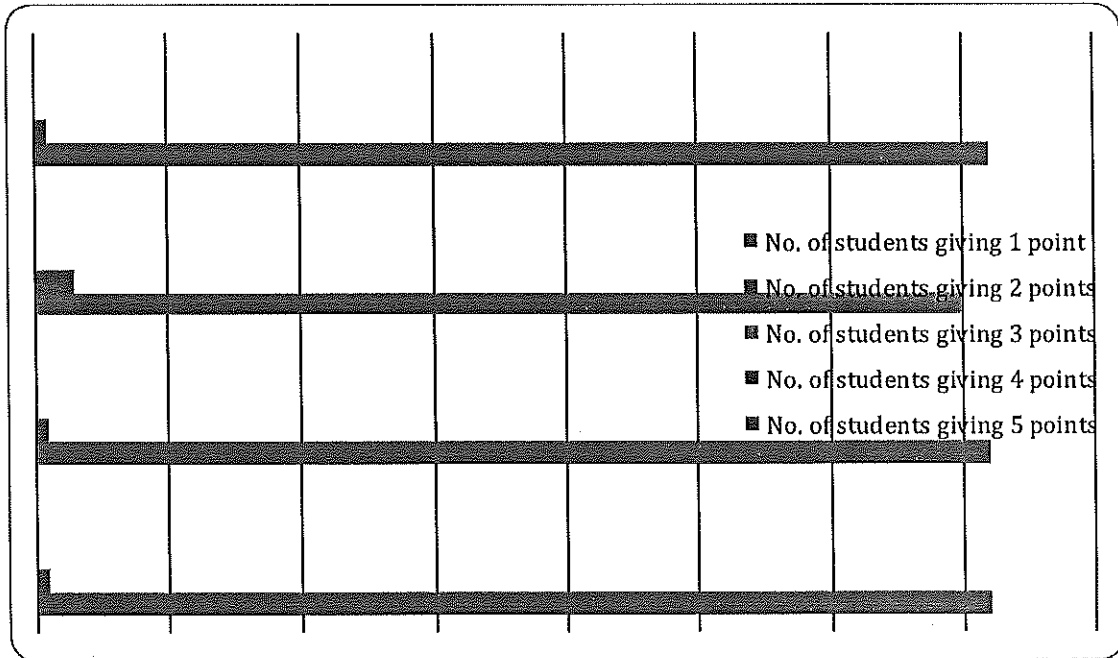 No. of students giving 1 point
No. of students giving 2 points
No. of students giving 3 points
No. of students giving 4 points
No. of students giving 5 points